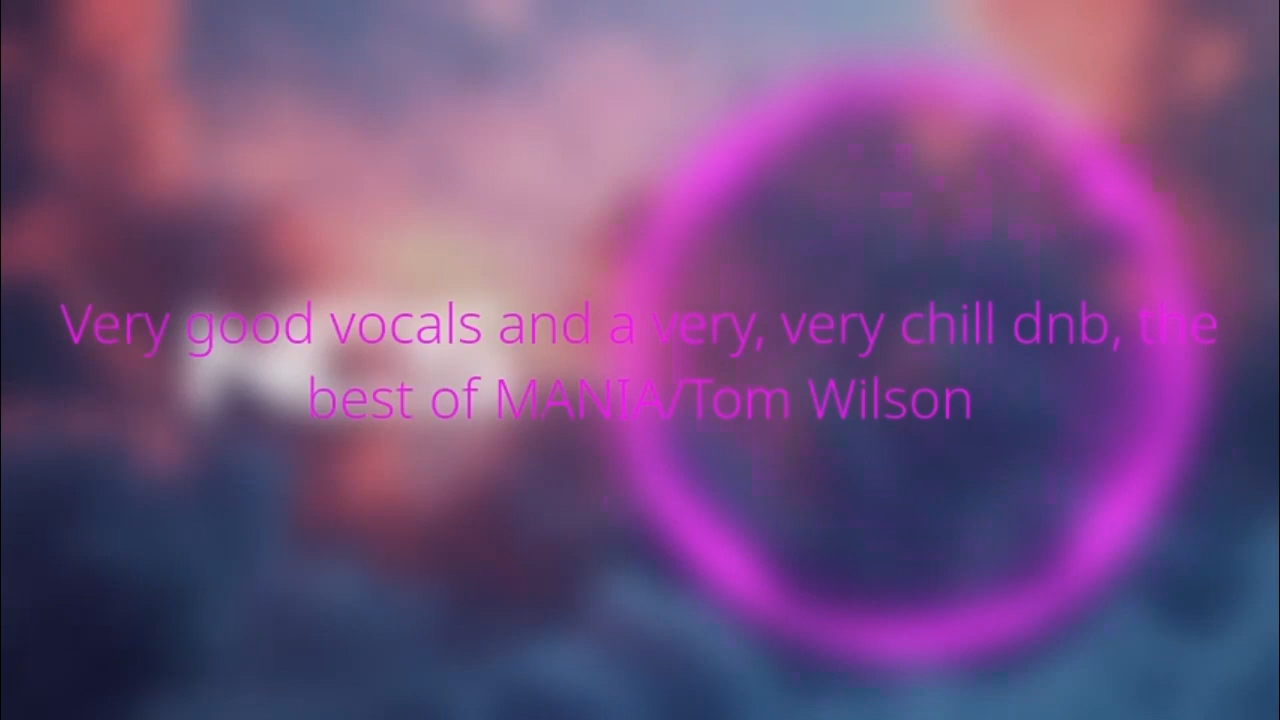 Very good vocals and a very, very chill dnb, the
best of MANIA/Tom Wilson